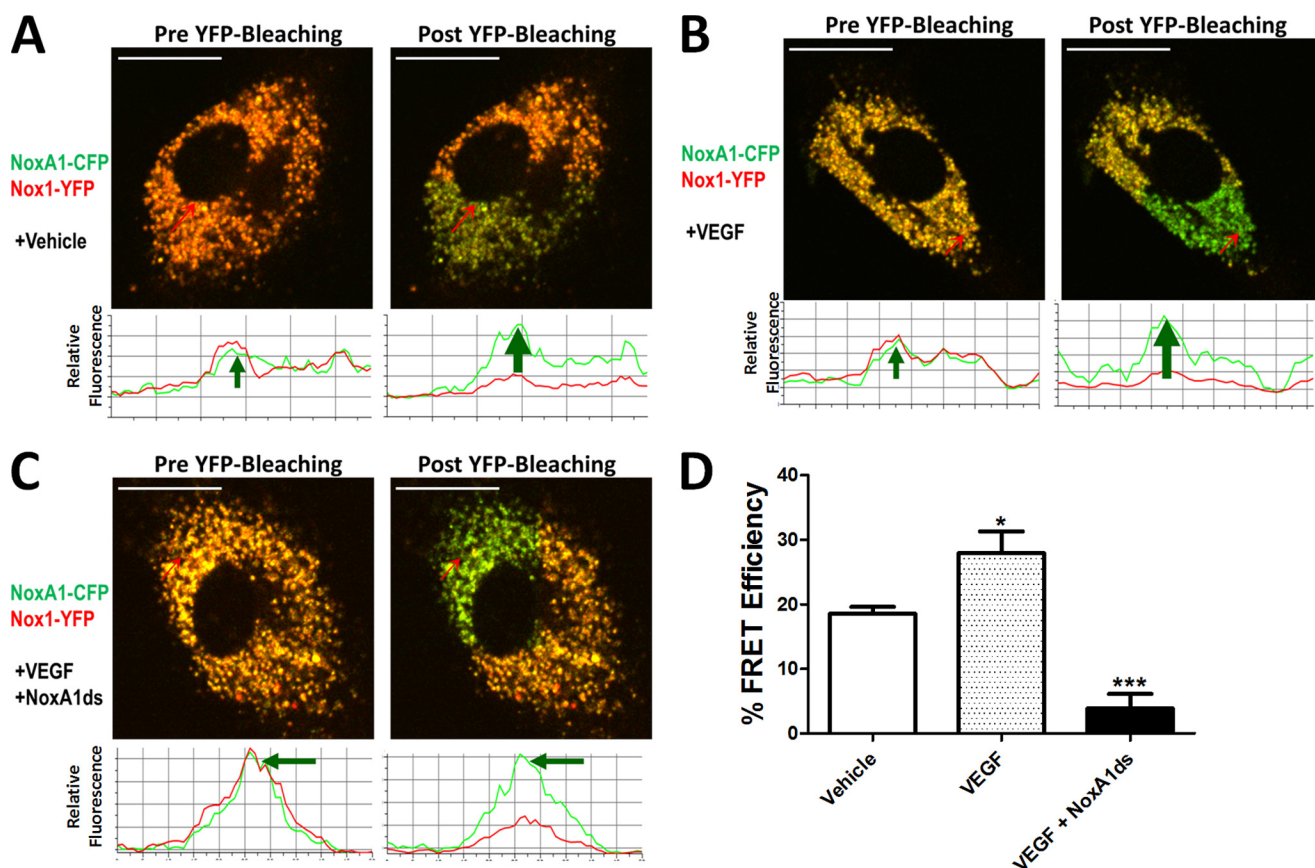 A
Pre YFP-Bleaching
Post YFP-Bleaching
NoxA1-CFP
Nox1-YFP
+Vehicle
Relative
Fluorescence
B
Pre YFP-Bleaching
Post YFP-Bleaching
NoxA1-CFP
Nox1-YFP
+VEGF
Relative
Fluorescence
C
Pre YFP-Bleaching
Post YFP-Bleaching
NoxA1-CFP
Nox1-YFP
+VEGF
+NoxA1ds
Relative
Fluorescence
D
% FRET Efficiency
40
30
20
10
0
*
***
Vehicle
VEGF
VEGF + NoxA1ds